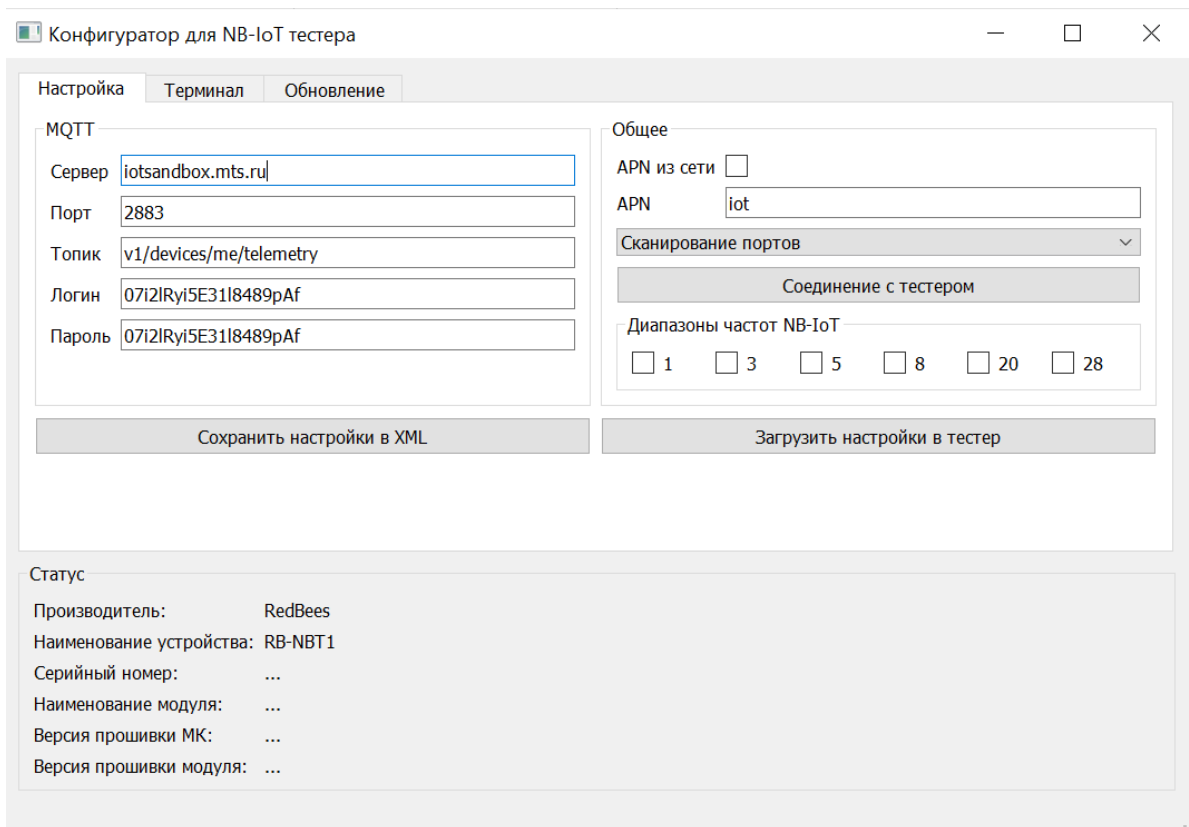 Конфигуратор для NB-IoT тестера
Настройка Терминал Обновление
MQTT
Сервер iotsandbox.mts.ru
Порт 2883
Топик v1/devices/me/telemetry
Логин 07i2lRyi5E31l8489pAf
Пароль 07i2lRyi5E31l8489pAf
Общее
APN из сети
APN iot
Сканирование портов
Соединение с тестером
Диапазоны частот NB-IoT
1 3 5 8 20 28
Сохранить настройки в XML
Загрузить настройки в тестер
Статус
Производитель: RedBees
Наименование устройства: RB-NBT1
Серийный номер: ...
Наименование модуля: ...
Версия прошивки МК: ...
Версия прошивки модуля: ...